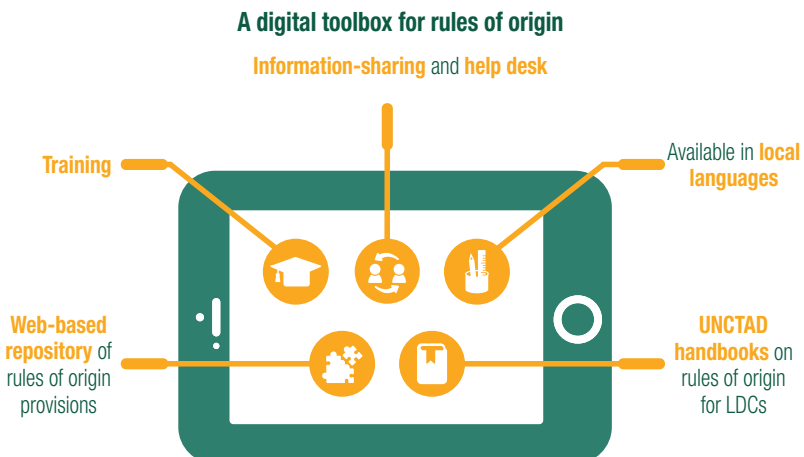 A digital toolbox for rules of origin
Information-sharing and help desk
Training
Available in local
languages
Web-based
repository of
rules of origin
provisions
UNCTAD
handbooks on
rules of origin
for LDCs